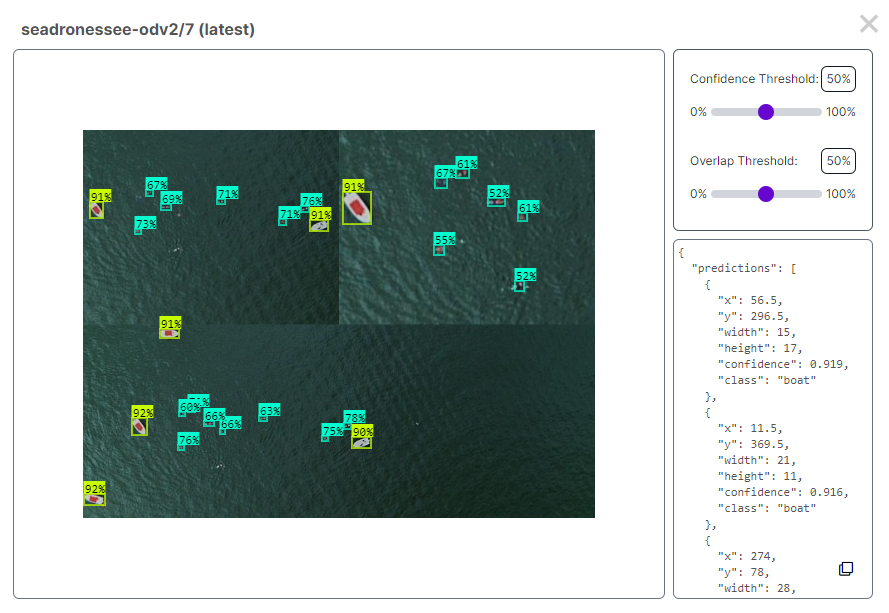 seadronessee-odv2/7 (latest)
Confidence Threshold: 50%
0% 100%
Overlap Threshold: 50%
0% 100%
91%
67%
69%
71%
73%
76%
71%
91%
91%
67%
61%
52%
61%
55%
52%
91%
92%
60%
66%
66%
63%
76%
78%
75%
90%
92%
{
"predictions": [
{
"x": 56.5,
"y": 296.5,
"width": 15,
"height": 17,
"confidence": 0.919,
"class": "boat"
},
{
"x": 11.5,
"y": 369.5,
"width": 21,
"height": 11,
"confidence": 0.916,
"class": "boat"
},
{
"x": 274,
"y": 78,
"width": 28,